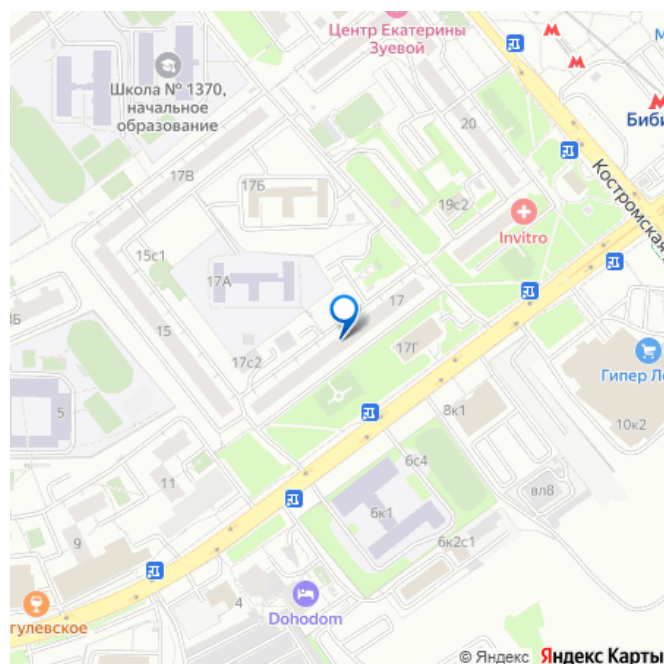 Центр Екатерины
Зуевой
Школа № 1370,
начальное
образование
20
Биби
17В
17Б
19с2
Invitro
Костромская
15с1
17А
17
15
17с2
17Г
Гипер Ле
5
8к1
10к2
6с4
11
вл8
6к1
9
6к2с1
4
Dohodom
гулевское
© Яндекс Яндекс Карты